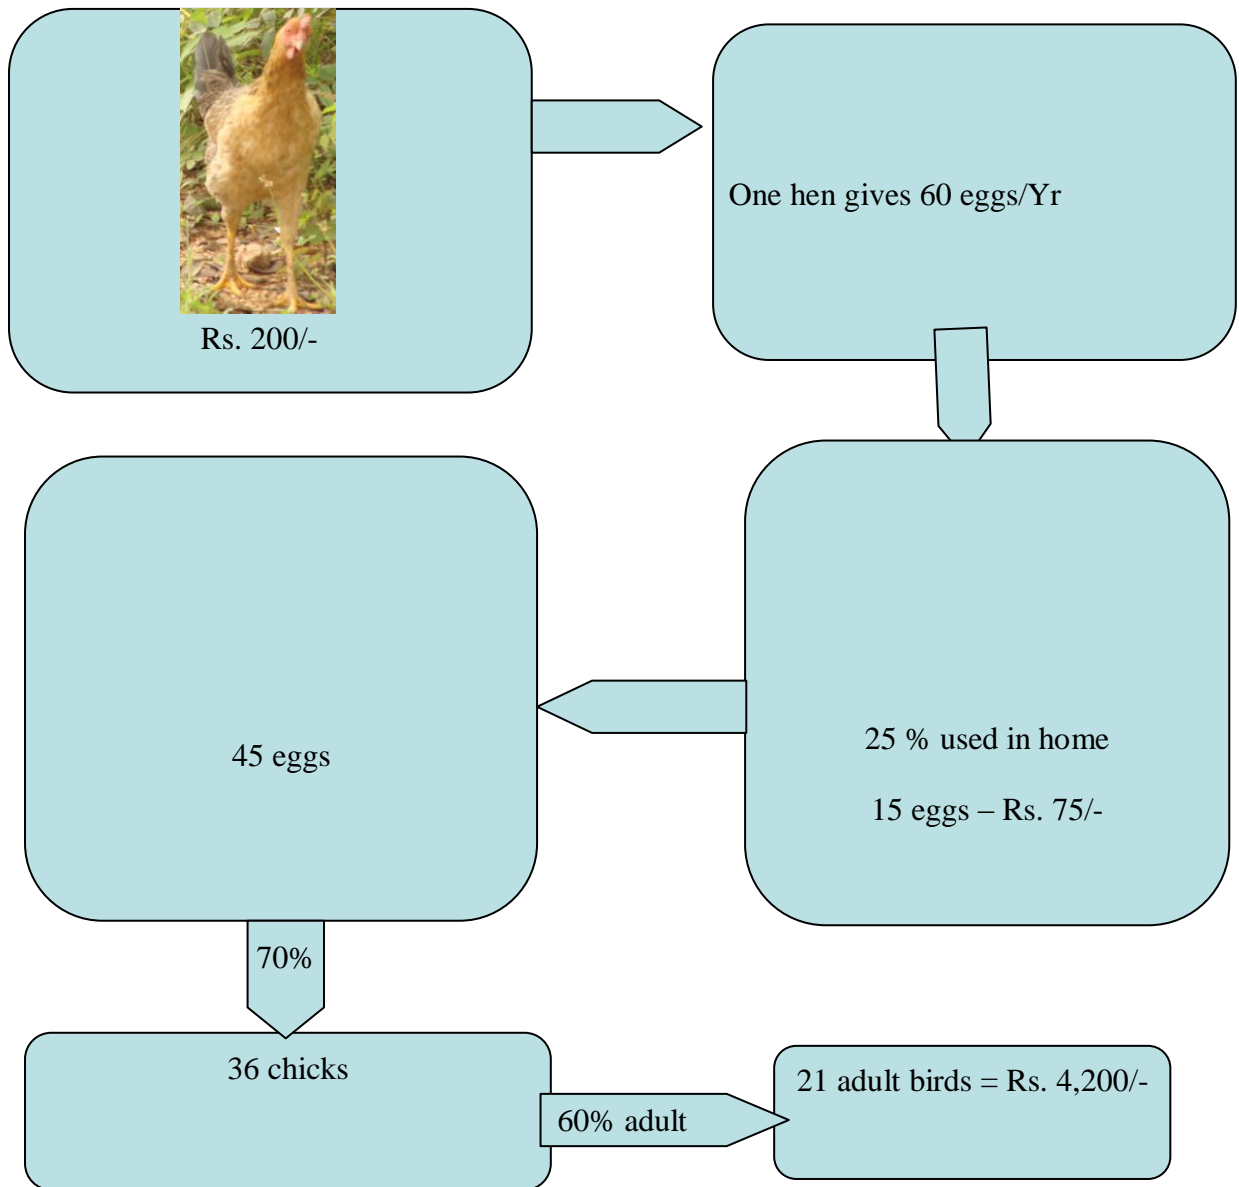 Rs. 200/-
One hen gives 60 eggs/Yr
25 % used in home
15 eggs – Rs. 75/-
45 eggs
70%
36 chicks
60% adult
21 adult birds = Rs. 4,200/-